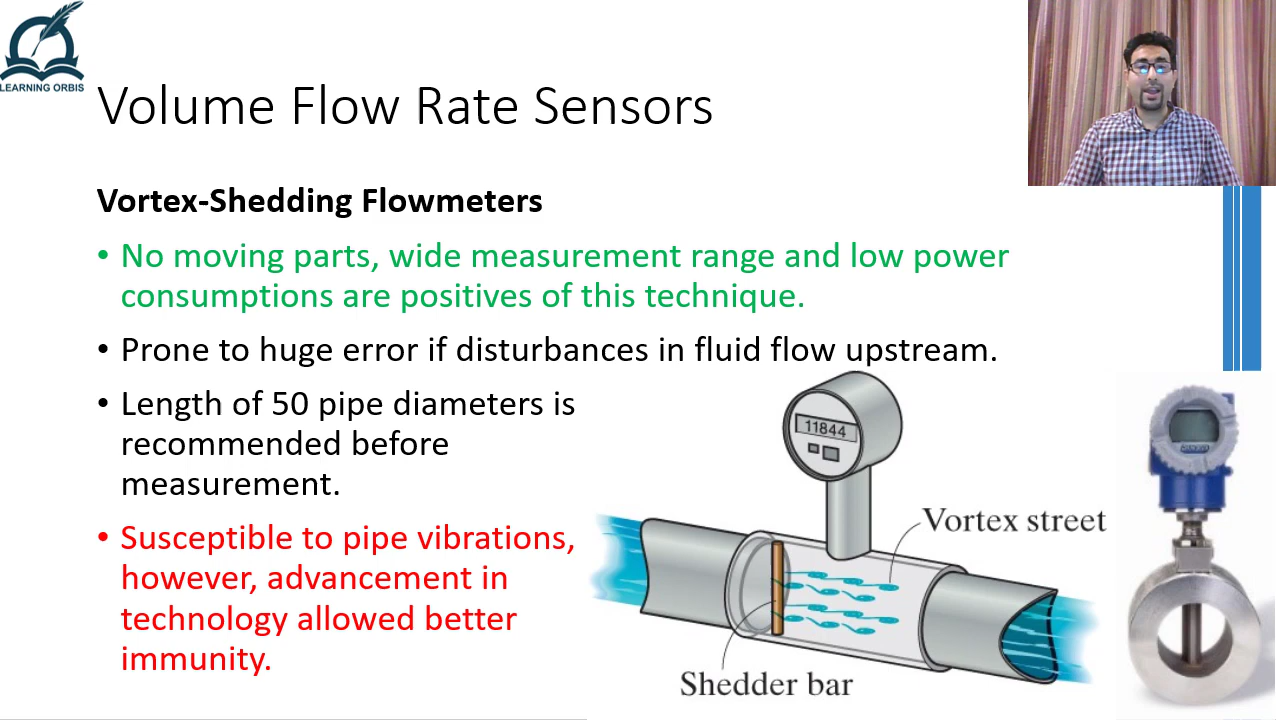 LEARNING ORBIS
Volume Flow Rate Sensors
Vortex-Shedding Flowmeters
• No moving parts, wide measurement range and low power
consumptions are positives of this technique.
• Prone to huge error if disturbances in fluid flow upstream.
• Length of 50 pipe diameters is
recommended before
measurement.
• Susceptible to pipe vibrations,
however, advancement in
technology allowed better
immunity.
11844
Vortex street
Shedder bar